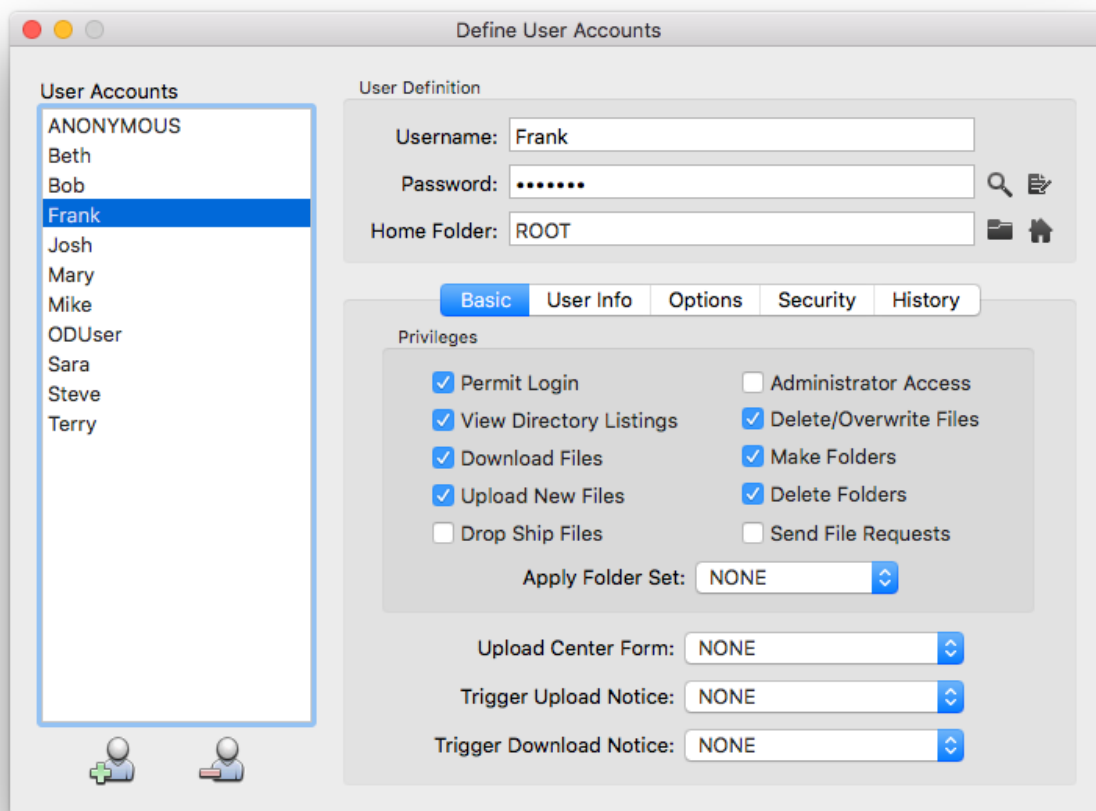 Define User Accounts
User Accounts
ANONYMOUS
Beth
Bob
Frank
Josh
Mary
Mike
ODUser
Sara
Steve
Terry
User Definition
Username: Frank
Password: •••••••
Home Folder: ROOT
Basic User Info Options Security History
Privileges
Permit Login Administrator Access
View Directory Listings Delete/Overwrite Files
Download Files Make Folders
Upload New Files Delete Folders
Drop Ship Files Send File Requests
Apply Folder Set: NONE
Upload Center Form: NONE
Trigger Upload Notice: NONE
Trigger Download Notice: NONE